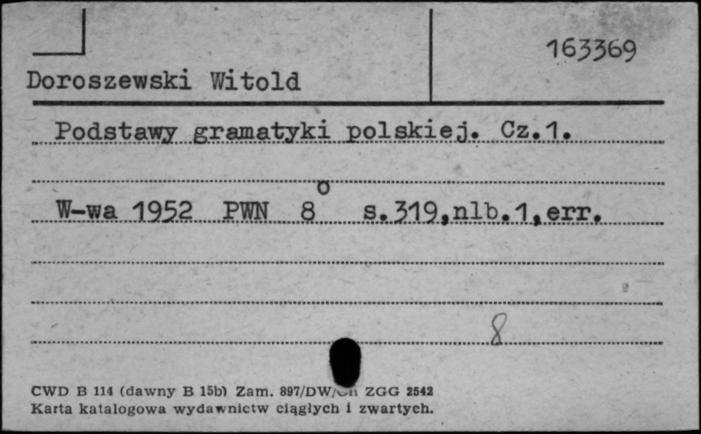 163369
Doroszewski Witold
Podstawy gramatyki polskiej. Cz.1.
W-wa 1952 PWN 8° s.319,nlb.1,err.
8
CWD B 114 (dawny B 15b) Zam. 897/DW/ ZGG 2542
Karta katalogowa wydawnictw ciągłych i zwartych.